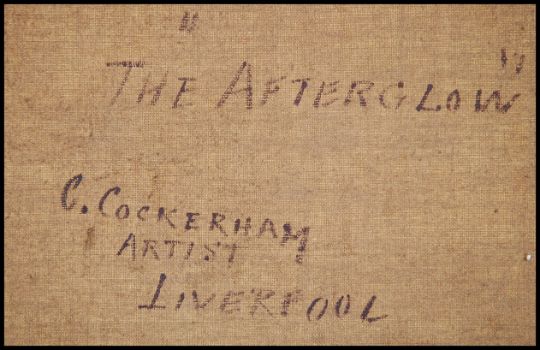 "THE AFTERGLOW"
C. COCKERHAM
ARTIST
LIVERPOOL